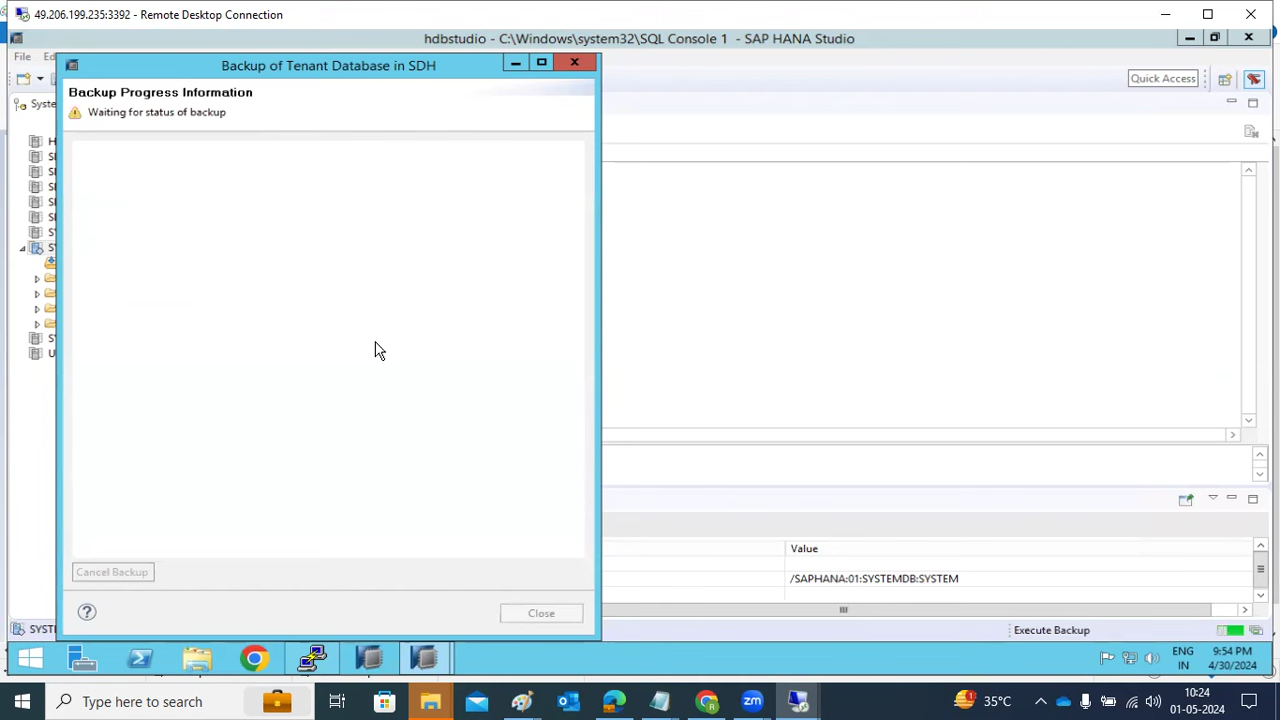 49.206.199.235:3392 - Remote Desktop Connection
hdbstudio - C:\Windows\system32\SQL Console 1 - SAP HANA Studio
File
Backup of Tenant Database in SDH
Quick Access
Backup Progress Information
Waiting for status of backup
Cancel Backup
Close
Value
/SAPHANA:01:SYSTEMDB:SYSTEM
Execute Backup
ENG
IN
9:54 PM
4/30/2024
Type here to search
35°C
10:24
01-05-2024